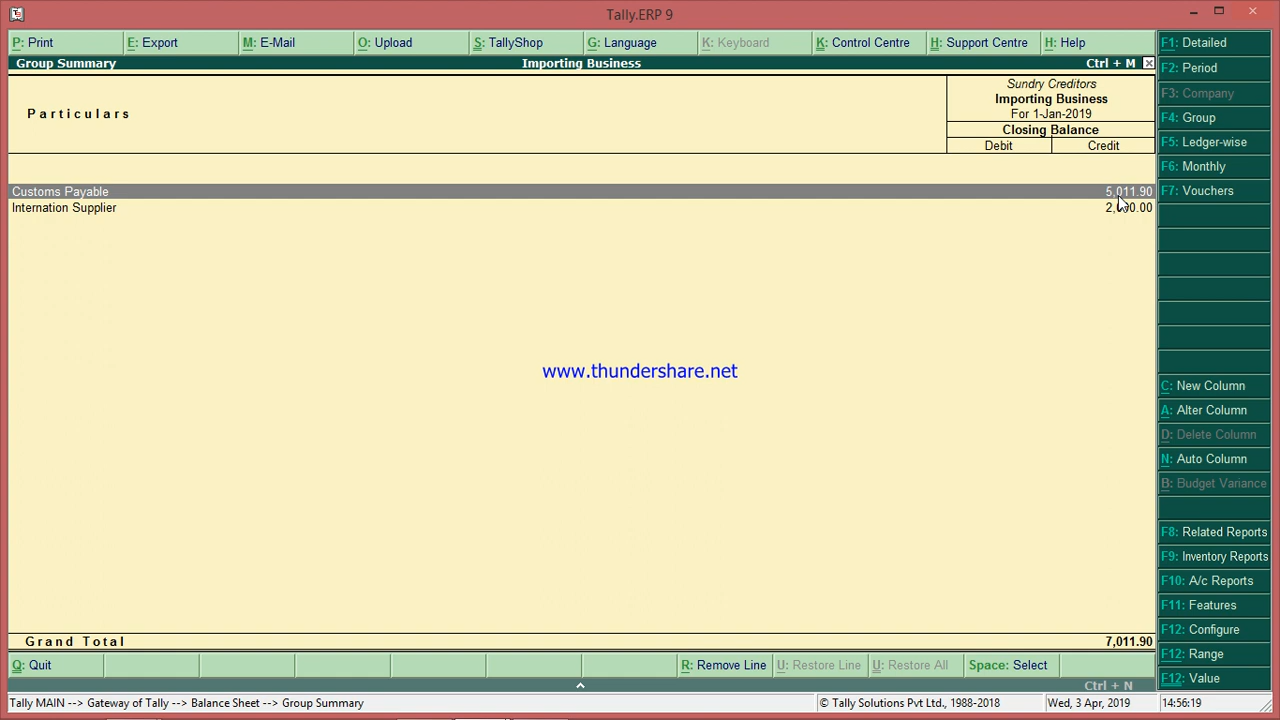 Tally.ERP 9
P: Print E: Export M: E-Mail O: Upload S: TallyShop G: Language K: Keyboard K: Control Centre H: Support Centre H: Help
Group Summary Importing Business Ctrl + M
Particulars
Sundry Creditors
Importing Business
For 1-Jan-2019
Closing Balance
Debit Credit
Customs Payable 5,011.90
Internation Supplier 2,000.00
www.thundershare.net
Grand Total 7,011.90
Q: Quit R: Remove Line U: Restore Line U: Restore All Space: Select
Ctrl + N
Tally MAIN --> Gateway of Tally --> Balance Sheet --> Group Summary © Tally Solutions Pvt Ltd., 1988-2018 Wed, 3 Apr, 2019 14:56:19
F1: Detailed
F2: Period
F3: Company
F4: Group
F5: Ledger-wise
F6: Monthly
F7: Vouchers
C: New Column
A: Alter Column
D: Delete Column
N: Auto Column
B: Budget Variance
F8: Related Reports
F9: Inventory Reports
F10: A/c Reports
F11: Features
F12: Configure
F12: Range
F12: Value